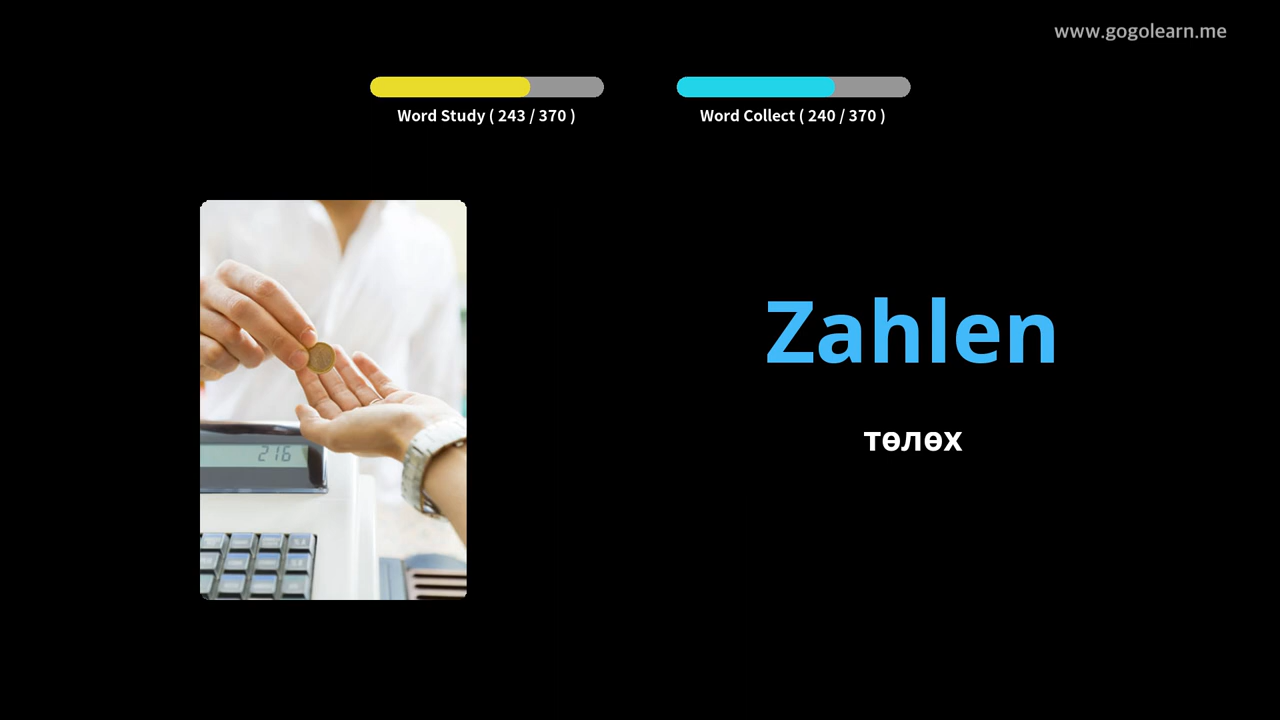 www.gogolearn.me
Word Study ( 243 / 370 )
Word Collect ( 240 / 370 )
Zahlen
төлөх
216